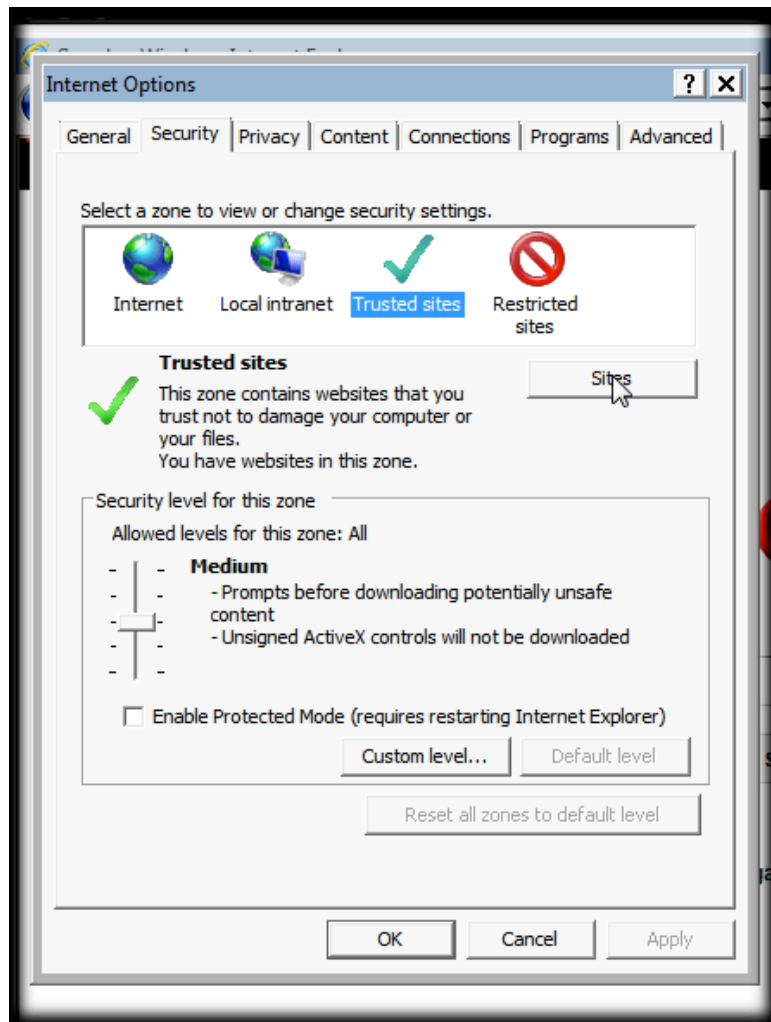 Internet Options
? X
General Security Privacy Content Connections Programs Advanced
Select a zone to view or change security settings.
Internet Local intranet Trusted sites Restricted
sites
Trusted sites
Sites
This zone contains websites that you
trust not to damage your computer or
your files.
You have websites in this zone.
Security level for this zone
Allowed levels for this zone: All
Medium
- Prompts before downloading potentially unsafe
content
- Unsigned ActiveX controls will not be downloaded
Enable Protected Mode (requires restarting Internet Explorer)
Custom level... Default level
Reset all zones to default level
OK Cancel Apply